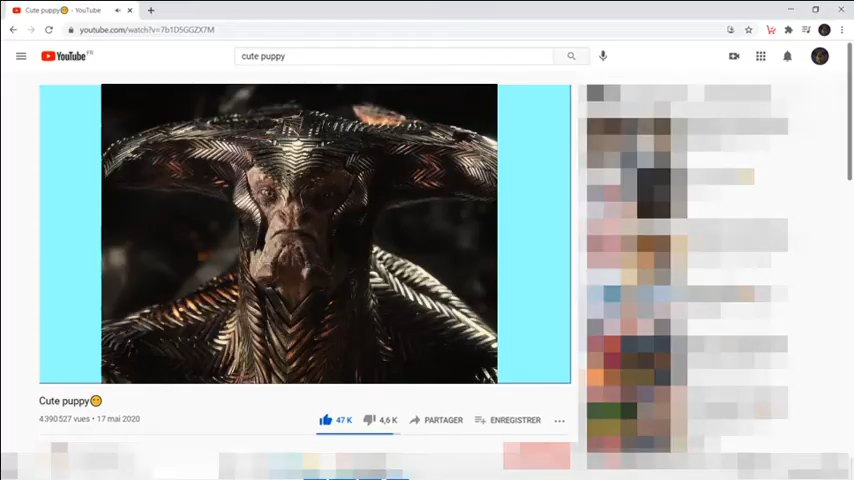 Cute puppy😶 - YouTube
youtube.com/watch?v=7b1D5GGZX7M
YouTube FR
cute puppy
Cute puppy😶
4 390 527 vues • 17 mai 2020
47 K
4,6 K
PARTAGER
ENREGISTRER